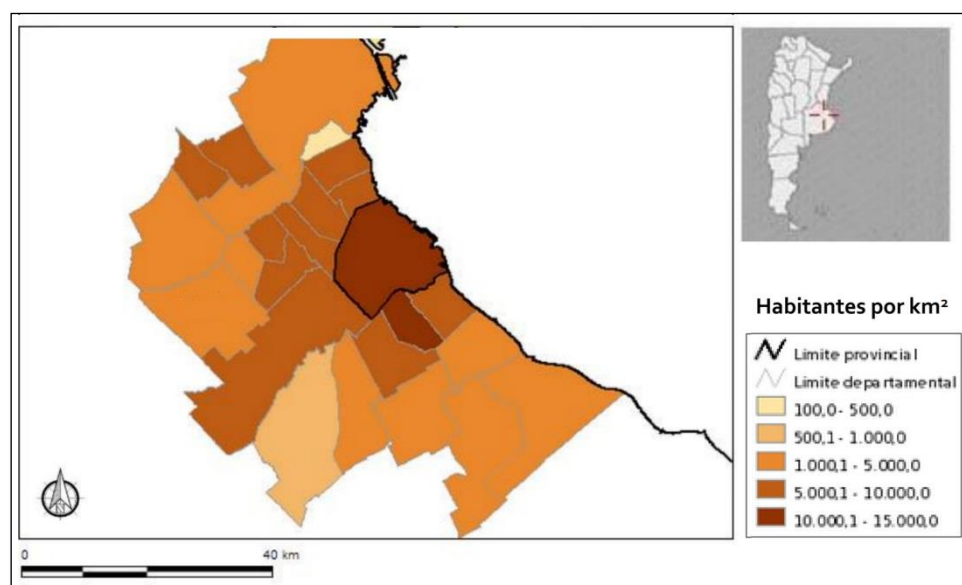 Habitantes por km²
Limite provincial
Limite departamental
100,0 - 500,0
500,1 - 1.000,0
1.000,1 - 5.000,0
5.000,1 - 10.000,0
10.000,1 - 15.000,0
0 40 km